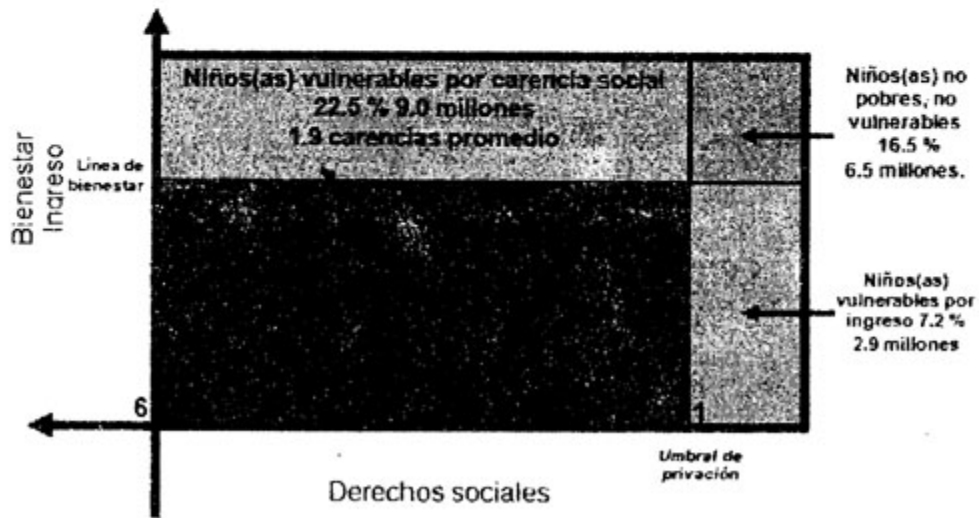 Niños(as) vulnerables por carencia social
22.5 % 9.0 millones
1.9 carencias promedio
Niños(as) no
pobres, no
vulnerables
16.5 %
6.5 millones.
Bienestar
Ingreso
Línea de
bienestar
Niños(as)
vulnerables por
ingreso 7.2 %
2.9 millones
6
1
Umbral de
privación
Derechos sociales